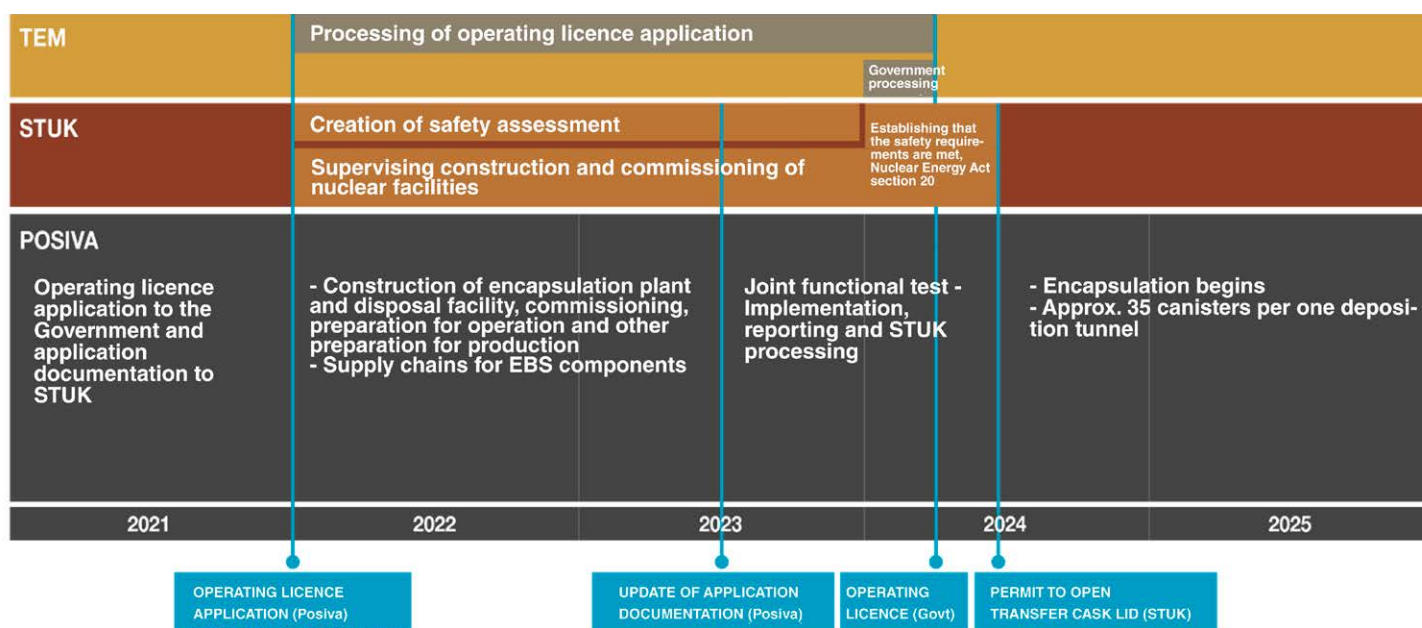 TEM
Processing of operating licence application
Government
processing
STUK
Creation of safety assessment
Supervising construction and commissioning of
nuclear facilities
Establishing that
the safety require-
ments are met,
Nuclear Energy Act
section 20
POSIVA
Operating licence
application to the
Government and
application
documentation to
STUK
- Construction of encapsulation plant
and disposal facility, commissioning,
preparation for operation and other
preparation for production
- Supply chains for EBS components
Joint functional test -
Implementation,
reporting and STUK
processing
- Encapsulation begins
- Approx. 35 canisters per one deposi-
tion tunnel
2021
2022
2023
2024
2025
OPERATING LICENCE
APPLICATION (Posiva)
UPDATE OF APPLICATION
DOCUMENTATION (Posiva)
OPERATING
LICENCE (Govt)
PERMIT TO OPEN
TRANSFER CASK LID (STUK)